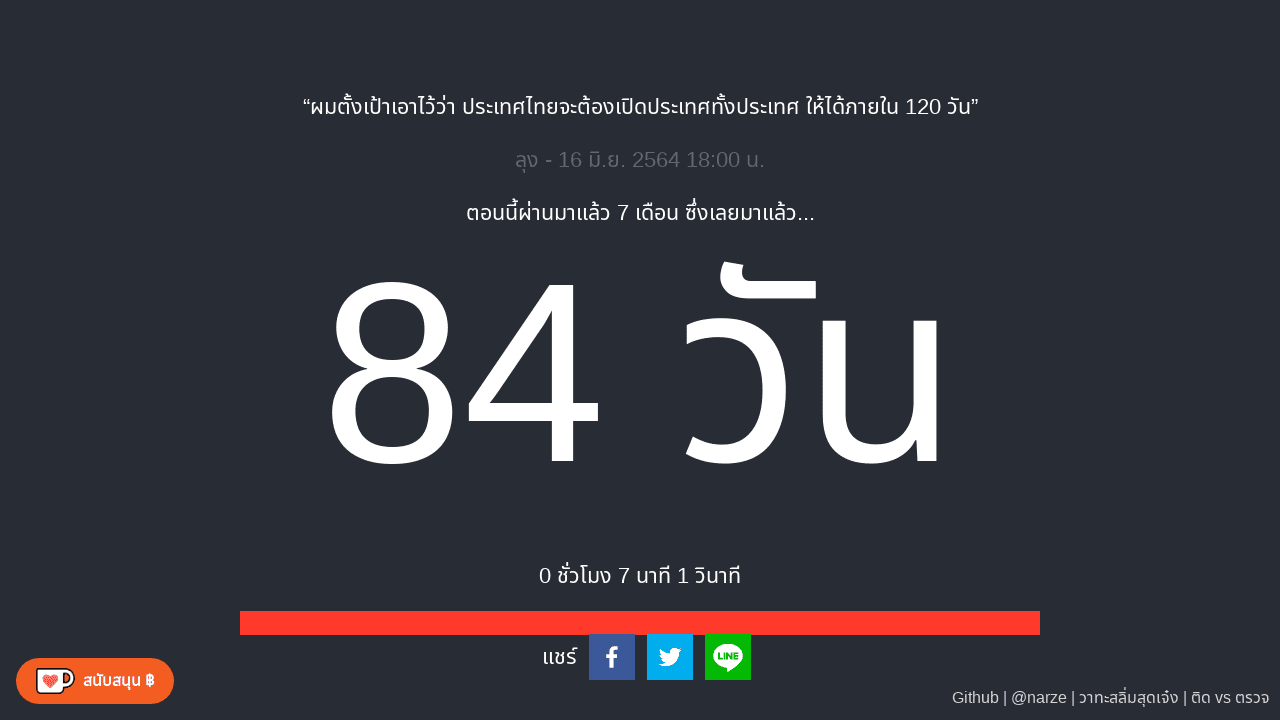 “ผมตั้งเป้าเอาไว้ว่า ประเทศไทยจะต้องเปิดประเทศทั้งประเทศ ให้ได้ภายใน 120 วัน”
ลุง - 16 มิ.ย. 2564 18:00 น.
ตอนนี้ผ่านมาแล้ว 7 เดือน ซึ่งเลยมาแล้ว...
84 วัน
0 ชั่วโมง 7 นาที 1 วินาที
แชร์
LINE
สนับสนุน ฿
Github | @narze | วาทะสลิ่มสุดเจ๋ง | ติด vs ตรวจ